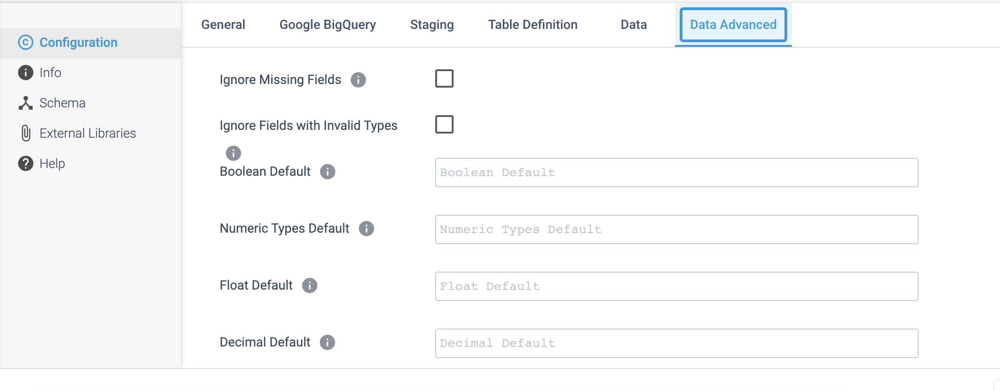 General Google BigQuery Staging Table Definition Data Data Advanced
Configuration
Info
Schema
External Libraries
Help
Ignore Missing Fields
Ignore Fields with Invalid Types
Boolean Default Boolean Default
Numeric Types Default Numeric Types Default
Float Default Float Default
Decimal Default Decimal Default